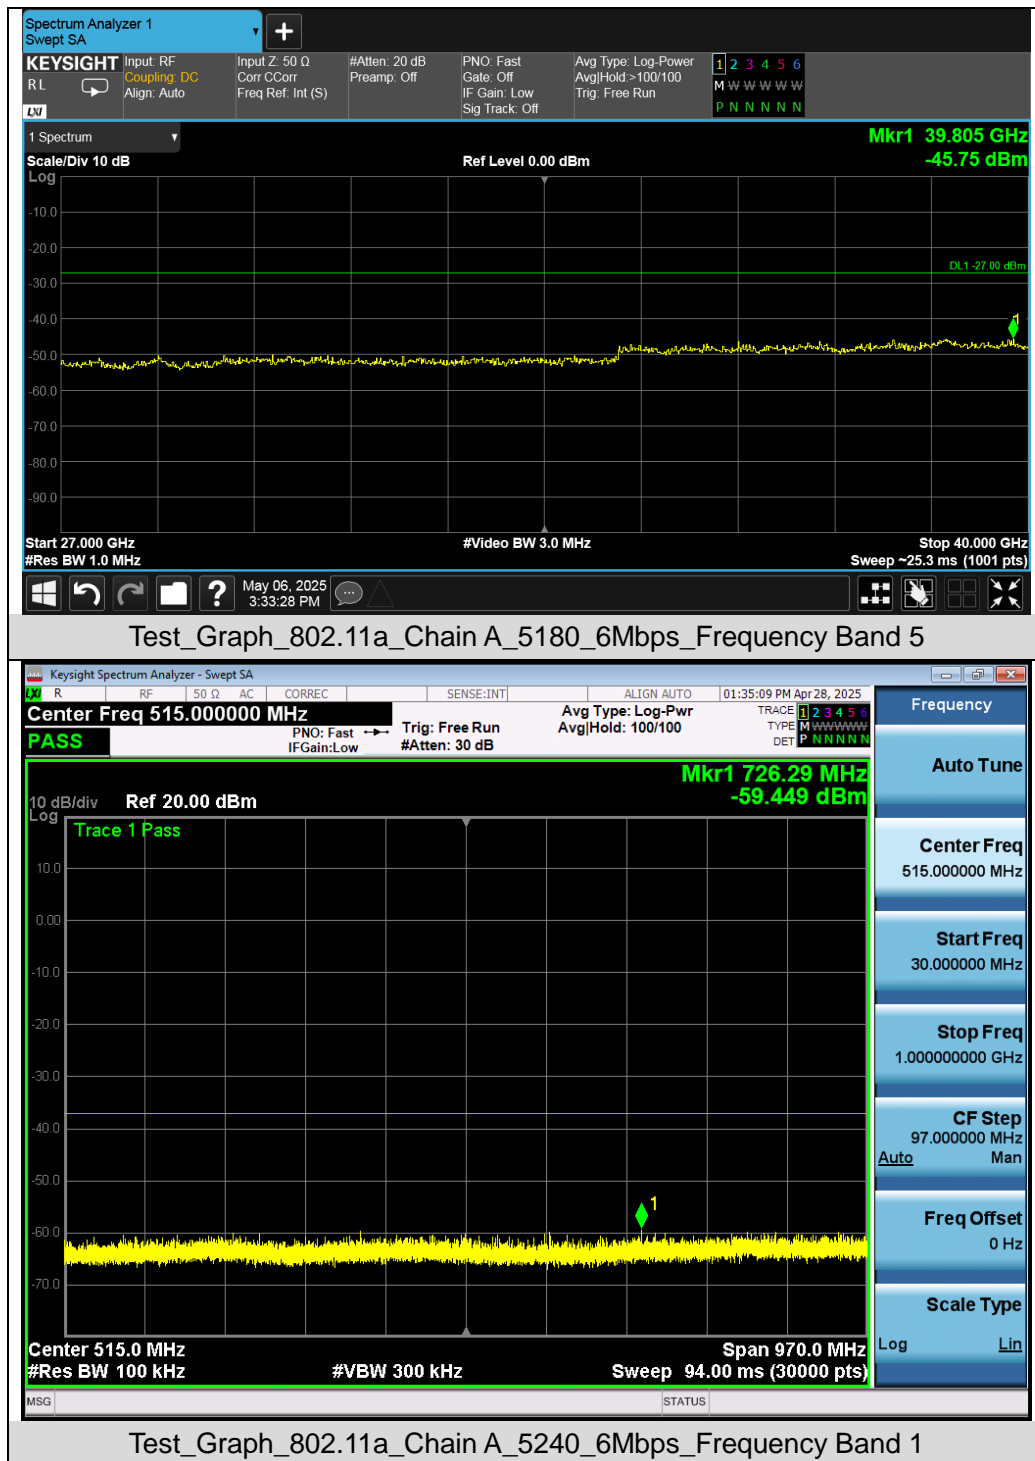 Spectrum Analyzer 1
Swept SA
KEYSIGHT
R L
LXI
Input: RF
Coupling: DC
Align: Auto
Input Z: 50 Ω
Corr CCorr
Freq Ref: Int (S)
#Atten: 20 dB
Preamp: Off
PNO: Fast
Gate: Off
IF Gain: Low
Sig Track: Off
Avg Type: Log-Power
Avg|Hold:>100/100
Trig: Free Run
1 2 3 4 5 6
M W W W W W
P N N N N N
1 Spectrum
Mkr1 39.805 GHz
Scale/Div 10 dB
Ref Level 0.00 dBm
-45.75 dBm
Log
-10.0
-20.0
DL1 -27.00 dBm
-30.0
-40.0
1
-50.0
-60.0
-70.0
-80.0
-90.0
Start 27.000 GHz
#Video BW 3.0 MHz
Stop 40.000 GHz
#Res BW 1.0 MHz
Sweep ~25.3 ms (1001 pts)
?
May 06, 2025
3:33:28 PM
Test_Graph_802.11a_Chain A_5180_6Mbps_Frequency Band 5
Keysight Spectrum Analyzer - Swept SA
LXI R RF 50 Ω AC CORREC SENSE:INT ALIGN AUTO 01:35:09 PM Apr 28, 2025
Center Freq 515.000000 MHz
PASS
PNO: Fast
IFGain:Low
Trig: Free Run
#Atten: 30 dB
Avg Type: Log-Pwr
Avg|Hold: 100/100
TRACE 1 2 3 4 5 6
TYPE M W W W W W
DET P N N N N N
Frequency
Mkr1 726.29 MHz
-59.449 dBm
10 dB/div
Ref 20.00 dBm
Log
Trace 1 Pass
10.0
0.00
-10.0
-20.0
-30.0
-40.0
-50.0
1
-60.0
-70.0
Center 515.0 MHz
Span 970.0 MHz
#Res BW 100 kHz
#VBW 300 kHz
Sweep 94.00 ms (30000 pts)
Auto Tune
Center Freq
515.000000 MHz
Start Freq
30.000000 MHz
Stop Freq
1.000000000 GHz
CF Step
97.000000 MHz
Auto Man
Freq Offset
0 Hz
Scale Type
Log Lin
MSG
STATUS
Test_Graph_802.11a_Chain A_5240_6Mbps_Frequency Band 1